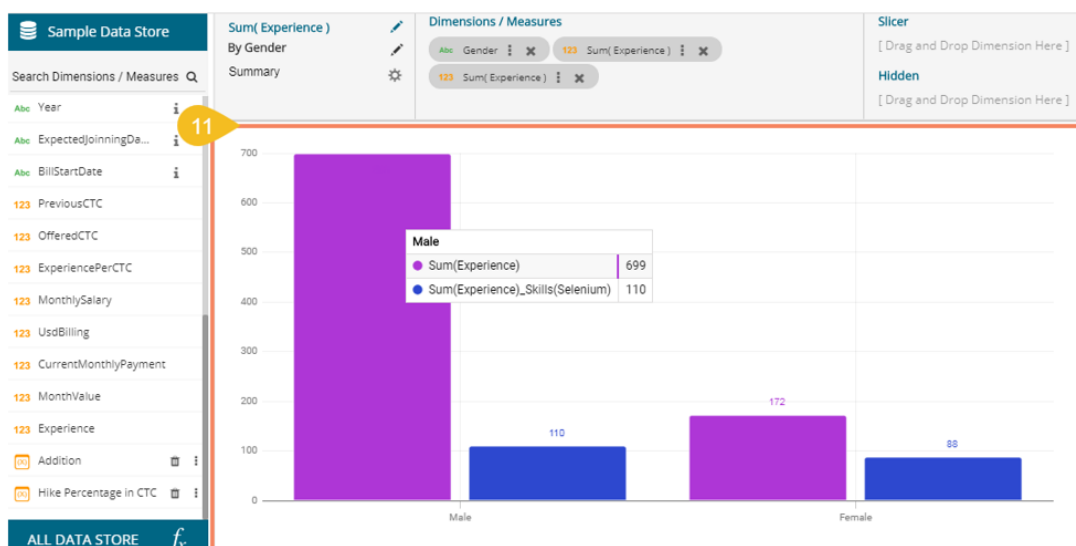 Sample Data Store
Search Dimensions / Measures
Abc Year
Abc ExpectedJoinningDa...
Abc BillStartDate
123 PreviousCTC
123 OfferedCTC
123 ExperiencePerCTC
123 MonthlySalary
123 UsdBilling
123 CurrentMonthlyPayment
123 MonthValue
123 Experience
Addition
Hike Percentage in CTC
ALL DATA STORE fx
Sum( Experience )
By Gender
Summary
Dimensions / Measures
Abc Gender 123 Sum( Experience )
123 Sum( Experience )
Slicer
[ Drag and Drop Dimension Here ]
Hidden
[ Drag and Drop Dimension Here ]
11
700
600
500
400
300
200
100
0
Male
Sum(Experience) 699
Sum(Experience)_Skills(Selenium) 110
110
172
88
Male
Female